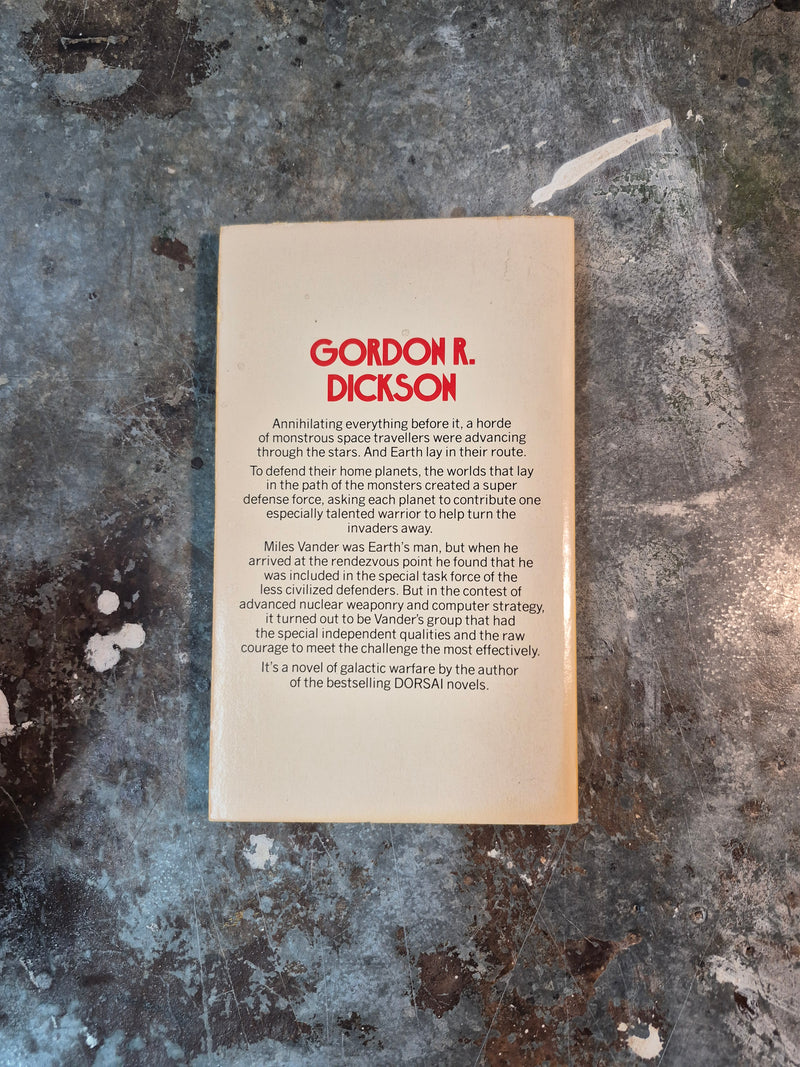 GORDON R.
DICKSON
Annihilating everything before it, a horde
of monstrous space travellers were advancing
through the stars. And Earth lay in their route.
To defend their home planets, the worlds that lay
in the path of the monsters created a super
defense force, asking each planet to contribute one
especially talented warrior to help turn the
invaders away.
Miles Vander was Earth's man, but when he
arrived at the rendezvous point he found that he
was included in the special task force of the
less civilized defenders. But in the contest of
advanced nuclear weaponry and computer strategy,
it turned out to be Vander's group that had
the special independent qualities and the raw
courage to meet the challenge the most effectively.
It's a novel of galactic warfare by the author
of the bestselling DORSAI novels.